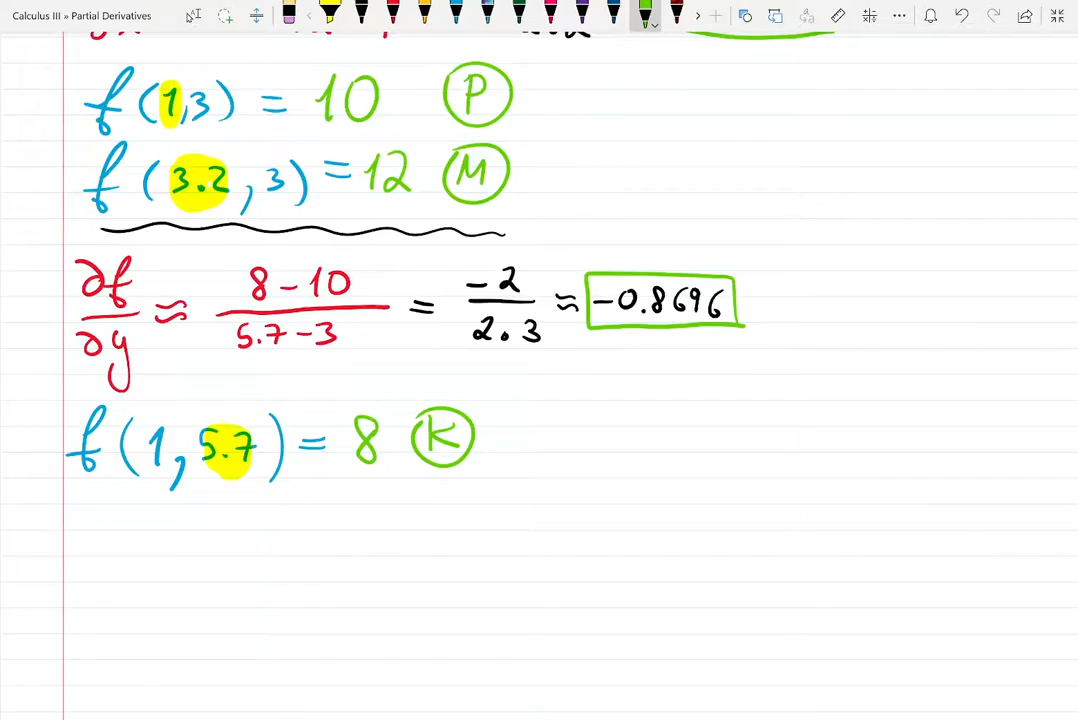 Calculus III » Partial Derivatives
f(1,3) = 10 P
f(3.2,3) = 12 M
∂f/∂y ≈ 8-10/5.7-3 = -2/2.3 ≈ -0.8696
f(1,5.7) = 8 K